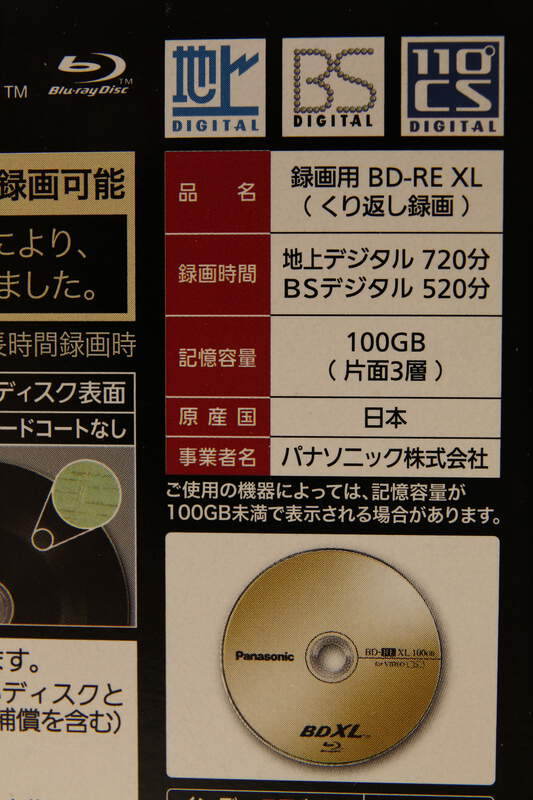 Blu-ray Disc TM
TM
地上
DIGITAL
BS
DIGITAL
110°
CS
DIGITAL
録画可能
により、
ました。
長時間録画時
ディスク表面
ードコートなし
品名
録画用 BD-RE XL
(くり返し録画)
録画時間
地上デジタル 720分
BSデジタル 520分
記憶容量
100GB
(片面3層)
原産国
日本
事業者名
パナソニック株式会社
ご使用の機器によっては、記憶容量が
100GB未満で表示される場合があります。
Panasonic
BD-RE XL 100GB
for VIDEO
BDXL
ます。
ディスクと
補償を含む)